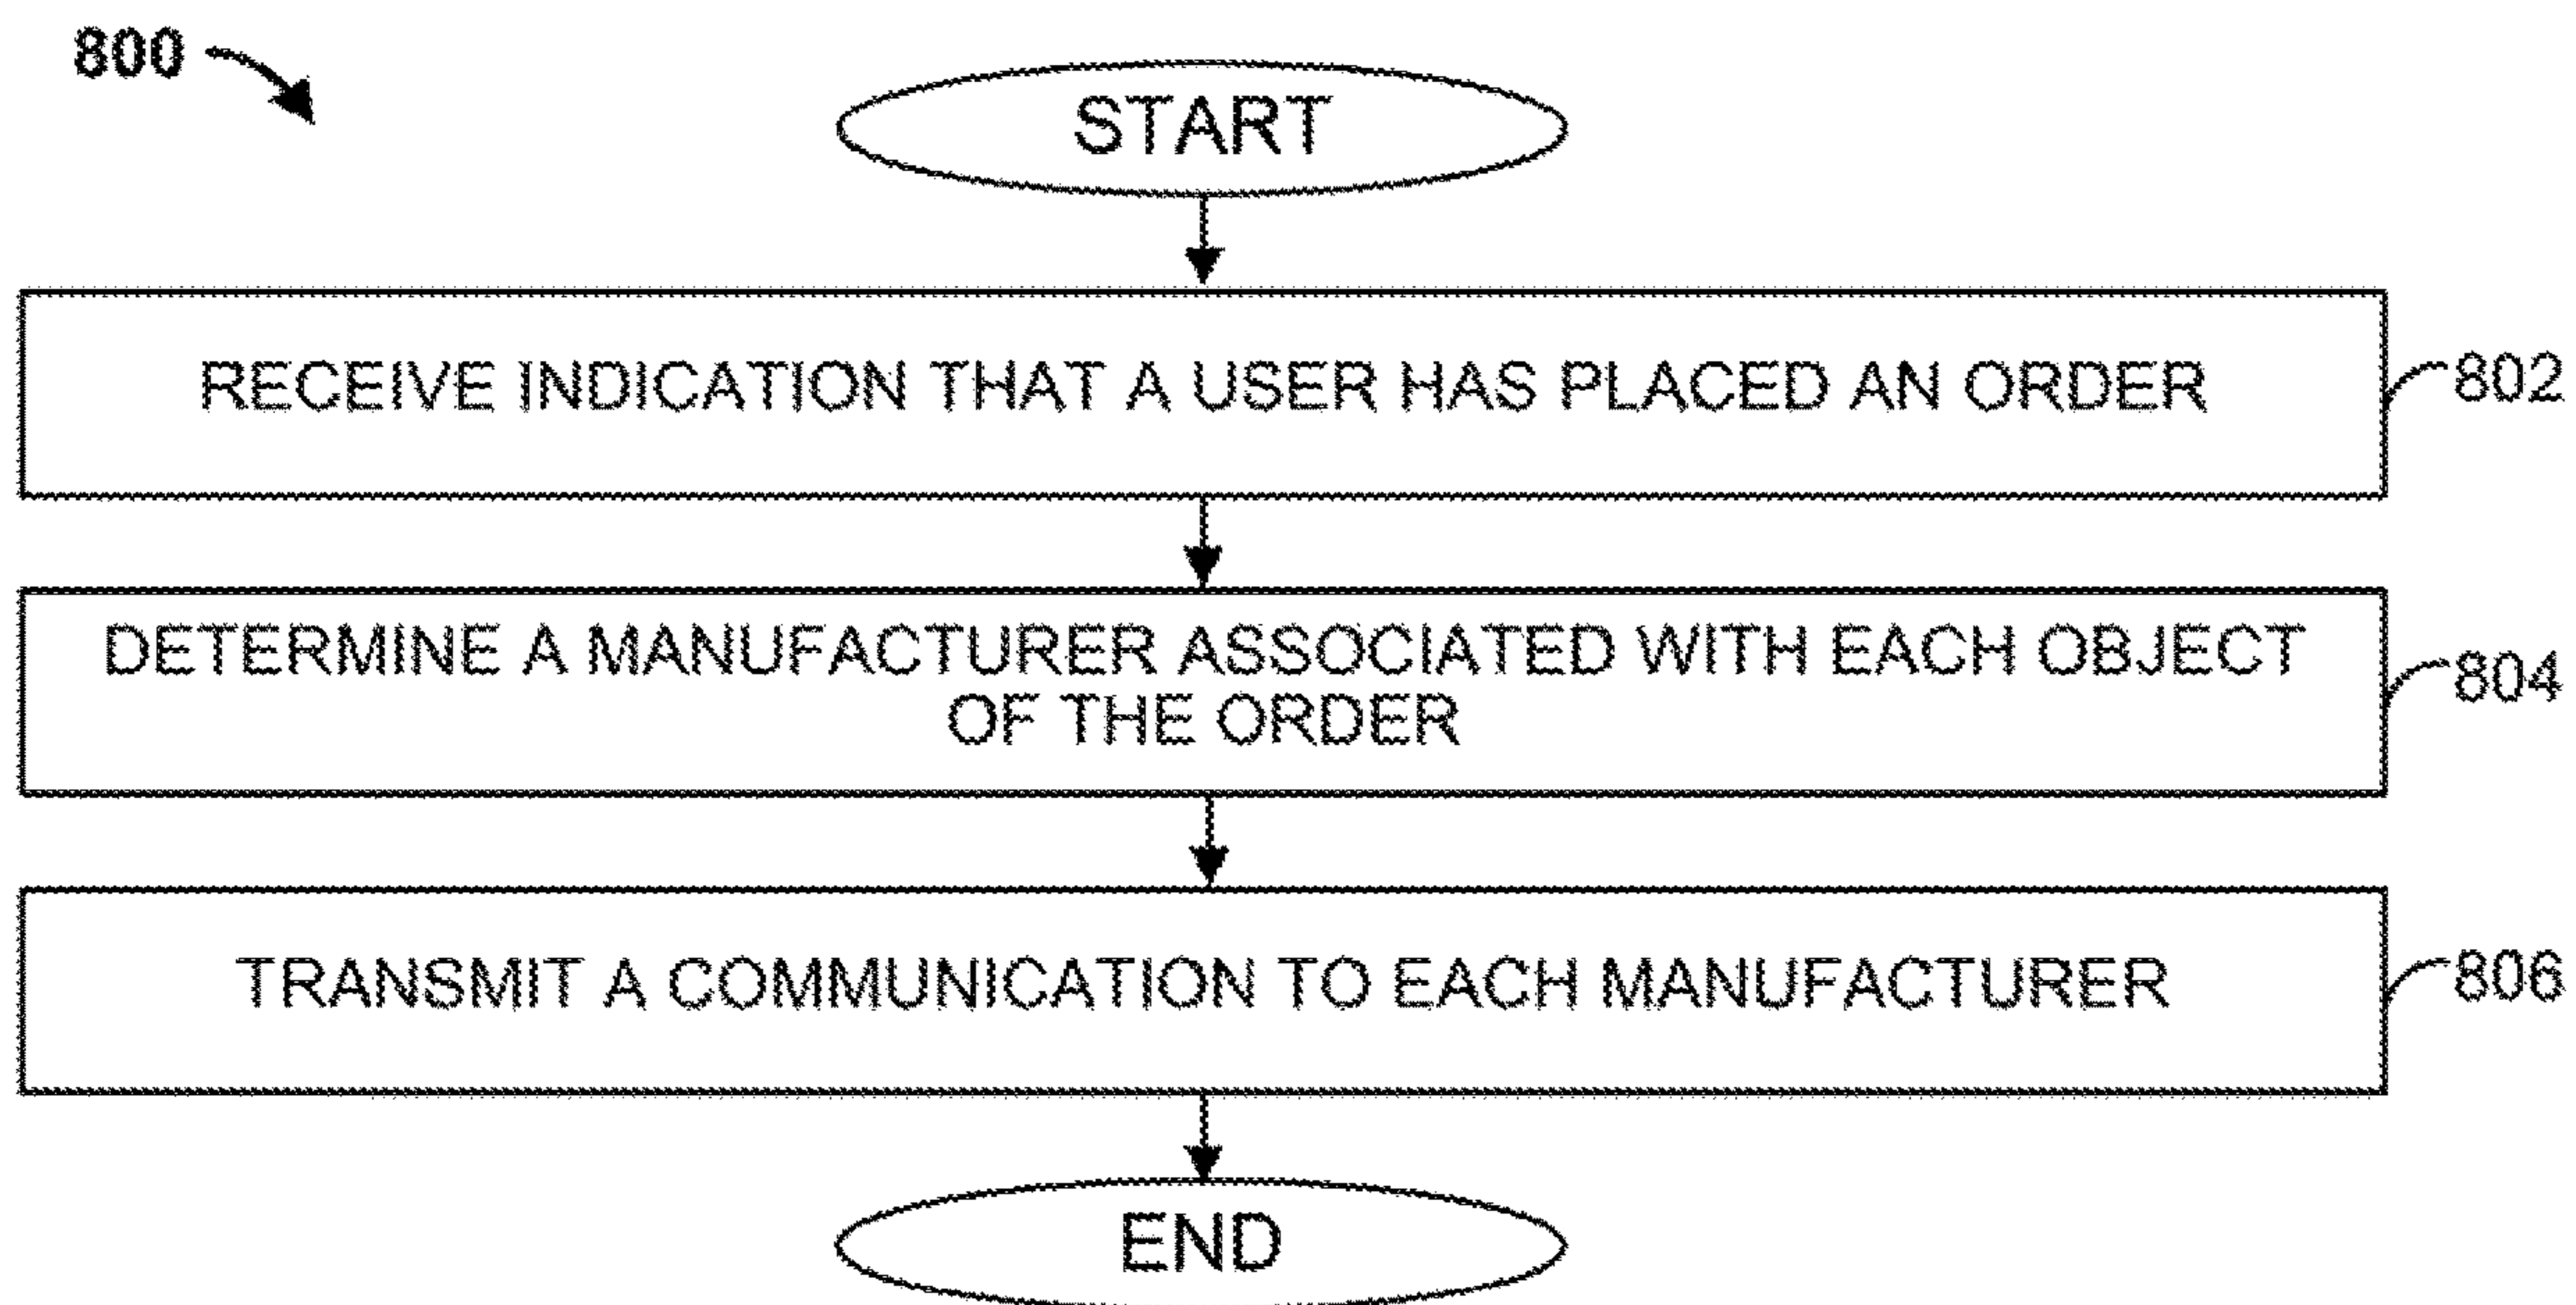 800
START
RECEIVE INDICATION THAT A USER HAS PLACED AN ORDER
802
DETERMINE A MANUFACTURER ASSOCIATED WITH EACH OBJECT
OF THE ORDER
804
TRANSMIT A COMMUNICATION TO EACH MANUFACTURER
806
END